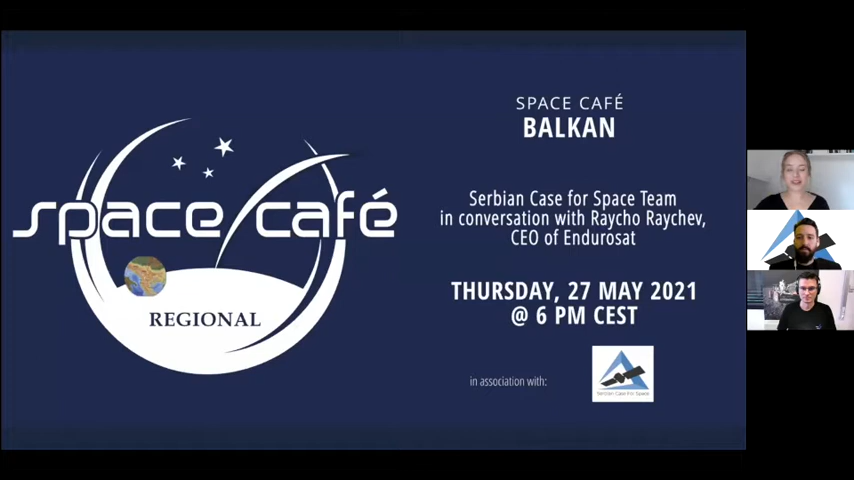 space café
REGIONAL
SPACE CAFÉ
BALKAN
Serbian Case for Space Team
in conversation with Raycho Raychev,
CEO of Endurosat
THURSDAY, 27 MAY 2021
@ 6 PM CEST
in association with:
Serbian Case For Space